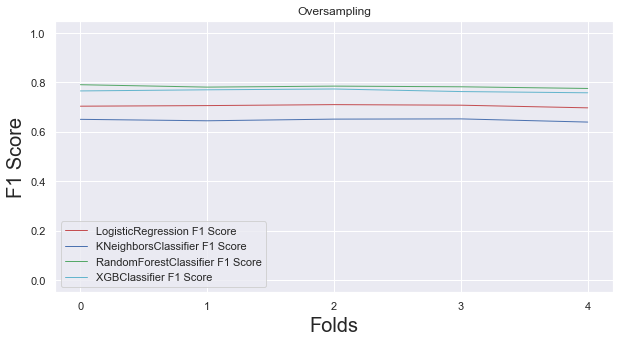 Oversampling
1.0
0.8
0.6
0.4
0.2
0.0
F1 Score
LogisticRegression F1 Score
KNeighborsClassifier F1 Score
RandomForestClassifier F1 Score
XGBClassifier F1 Score
0 1 2 3 4
Folds